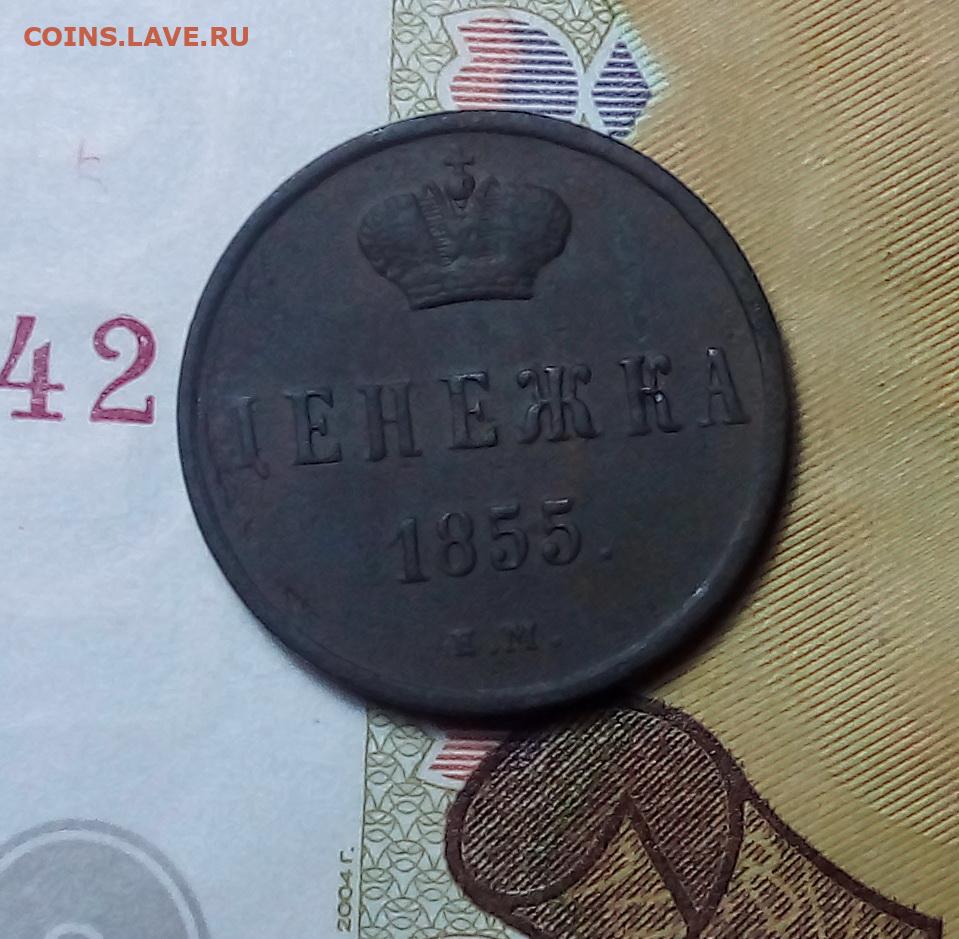 COINS.LAVE.RU
42
ДЕНЕЖКА
1855.
Е.М.
2004 г.